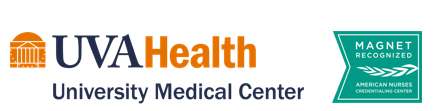 UVAHealth
University Medical Center
MAGNET
RECOGNIZED
AMERICAN NURSES
CREDENTIALING CENTER